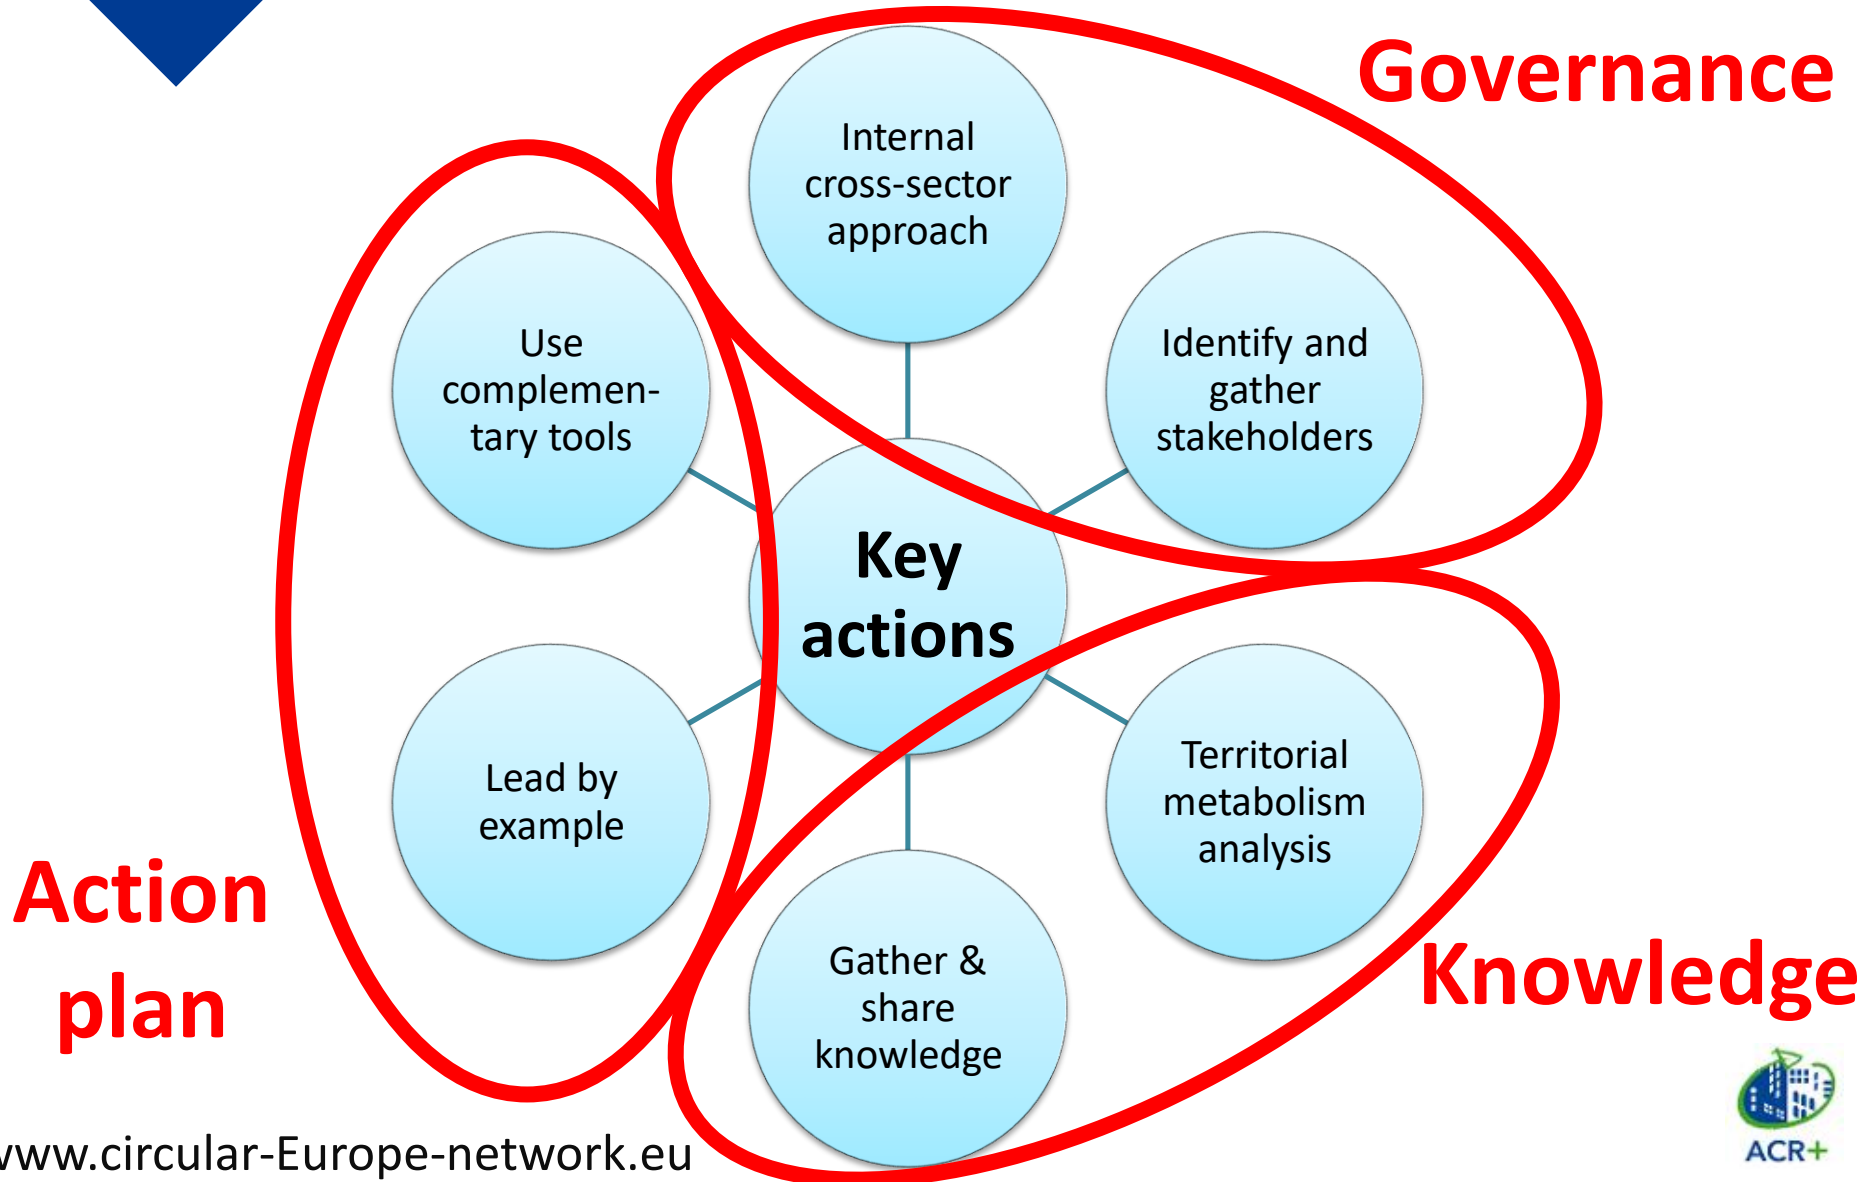 Governance
Internal
cross-sector
approach
Identify and
gather
stakeholders
Use
complemen-
tary tools
Key
actions
Lead by
example
Territorial
metabolism
analysis
Gather &
share
knowledge
Action
plan
Knowledge
www.circular-Europe-network.eu
ACR+